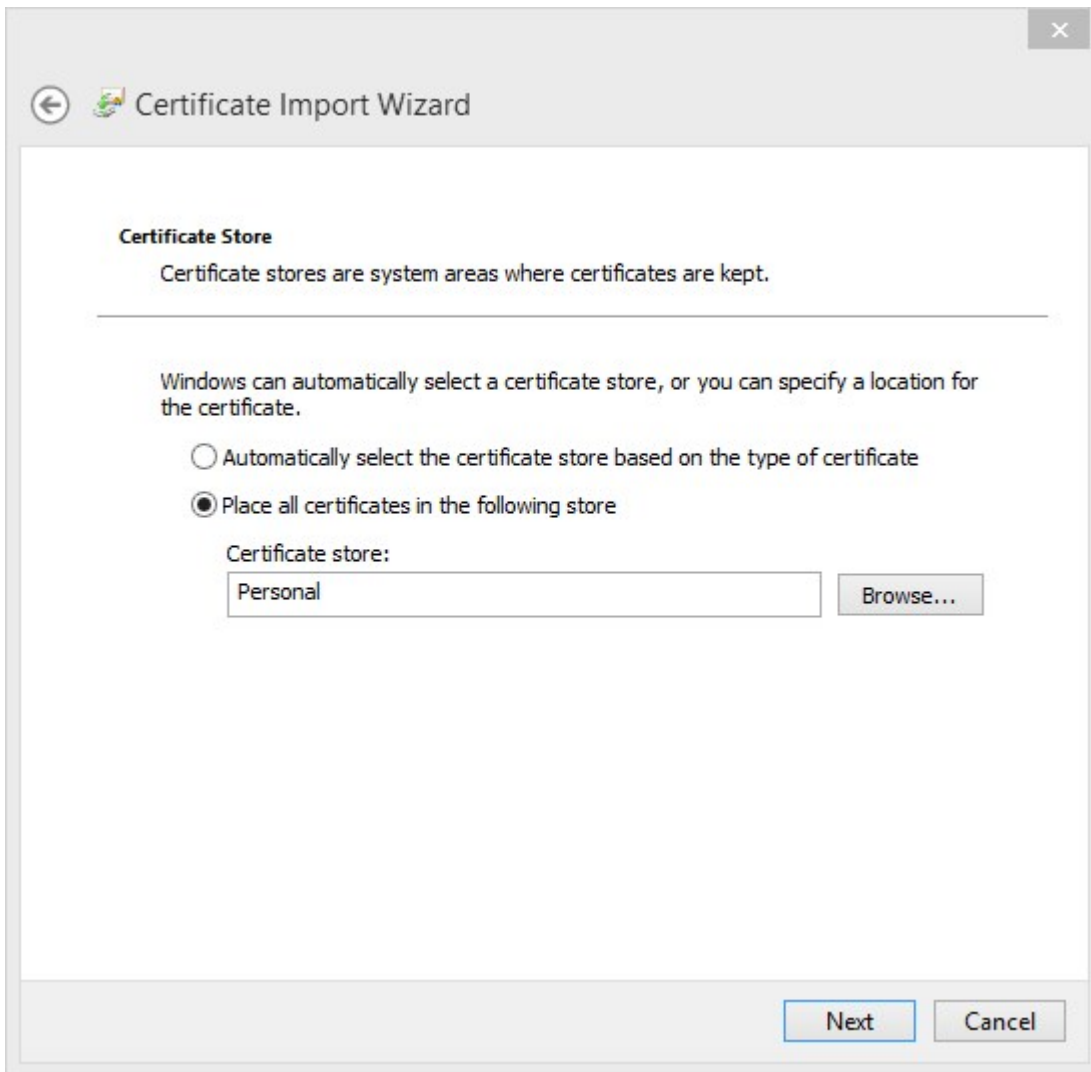 Certificate Import Wizard
Certificate Store
Certificate stores are system areas where certificates are kept.
Windows can automatically select a certificate store, or you can specify a location for
the certificate.
Automatically select the certificate store based on the type of certificate
Place all certificates in the following store
Certificate store:
Personal
Browse...
Next
Cancel